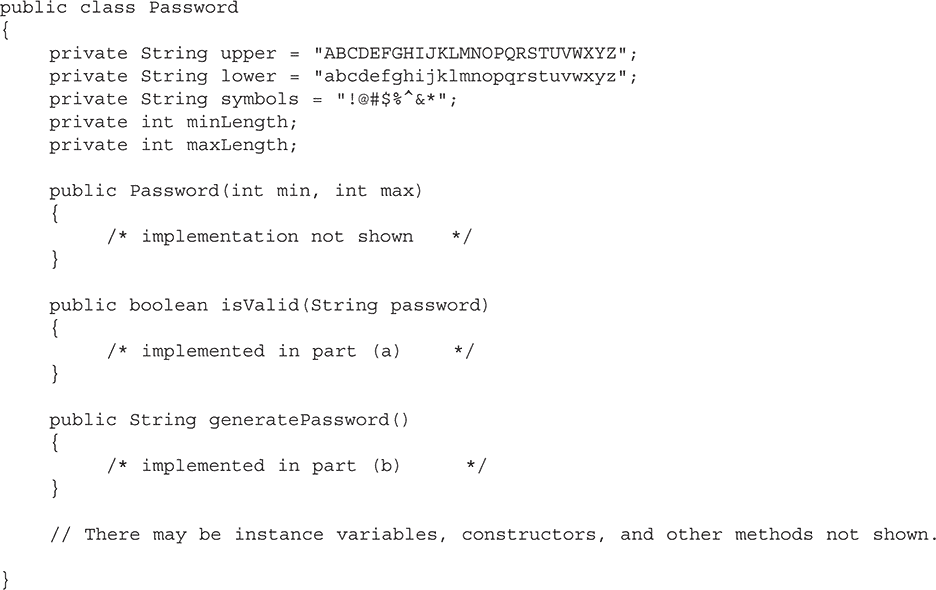 public class Password
{
private String upper = "ABCDEFGHIJKLMNOPQRSTUVWXYZ";
private String lower = "abcdefghijklmnopqrstuvwxyz";
private String symbols = "!@#$%^&*";
private int minLength;
private int maxLength;
public Password(int min, int max)
{
/* implementation not shown */
}
public boolean isValid(String password)
{
/* implemented in part (a) */
}
public String generatePassword()
{
/* implemented in part (b) */
}
// There may be instance variables, constructors, and other methods not shown.
}